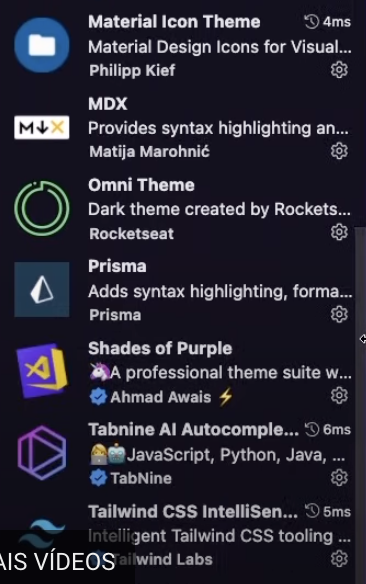 Material Icon Theme 4ms
Material Design Icons for Visual...
Philipp Kief
MDX
M↓X
Provides syntax highlighting an...
Matija Marohnić
Omni Theme
Dark theme created by Rockets...
Rocketseat
Prisma
Adds syntax highlighting, forma...
Prisma
Shades of Purple
🦄A professional theme suite w...
Ahmad Awais ⚡
Tabnine AI Autocomple... 6ms
👩‍💻🤖JavaScript, Python, Java, ...
TabNine
Tailwind CSS IntelliSen... 5ms
Intelligent Tailwind CSS tooling ...
AIS VÍDEOS
Tailwind Labs